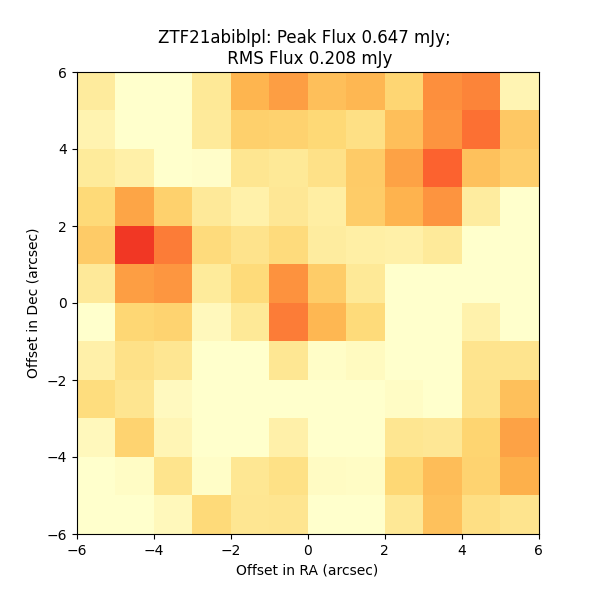 ZTF21abiblpl: Peak Flux 0.647 mJy;
RMS Flux 0.208 mJy
6
4
2
0
−2
−4
−6
Offset in Dec (arcsec)
−6 −4 −2 0 2 4 6
Offset in RA (arcsec)